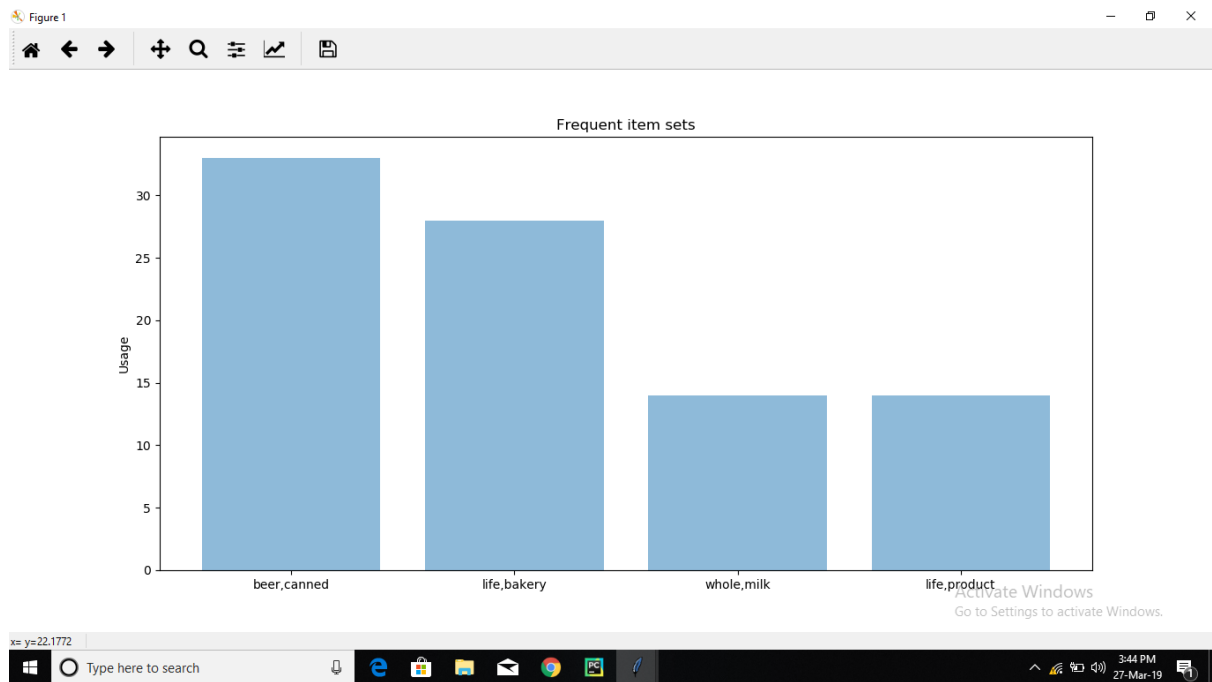 Figure 1
Frequent item sets
Usage
30
25
20
15
10
5
0
beer,canned
life,bakery
whole,milk
life,product
Activate Windows
Go to Settings to activate Windows.
x= y=22.1772
Type here to search
PC
3:44 PM
27-Mar-19
1